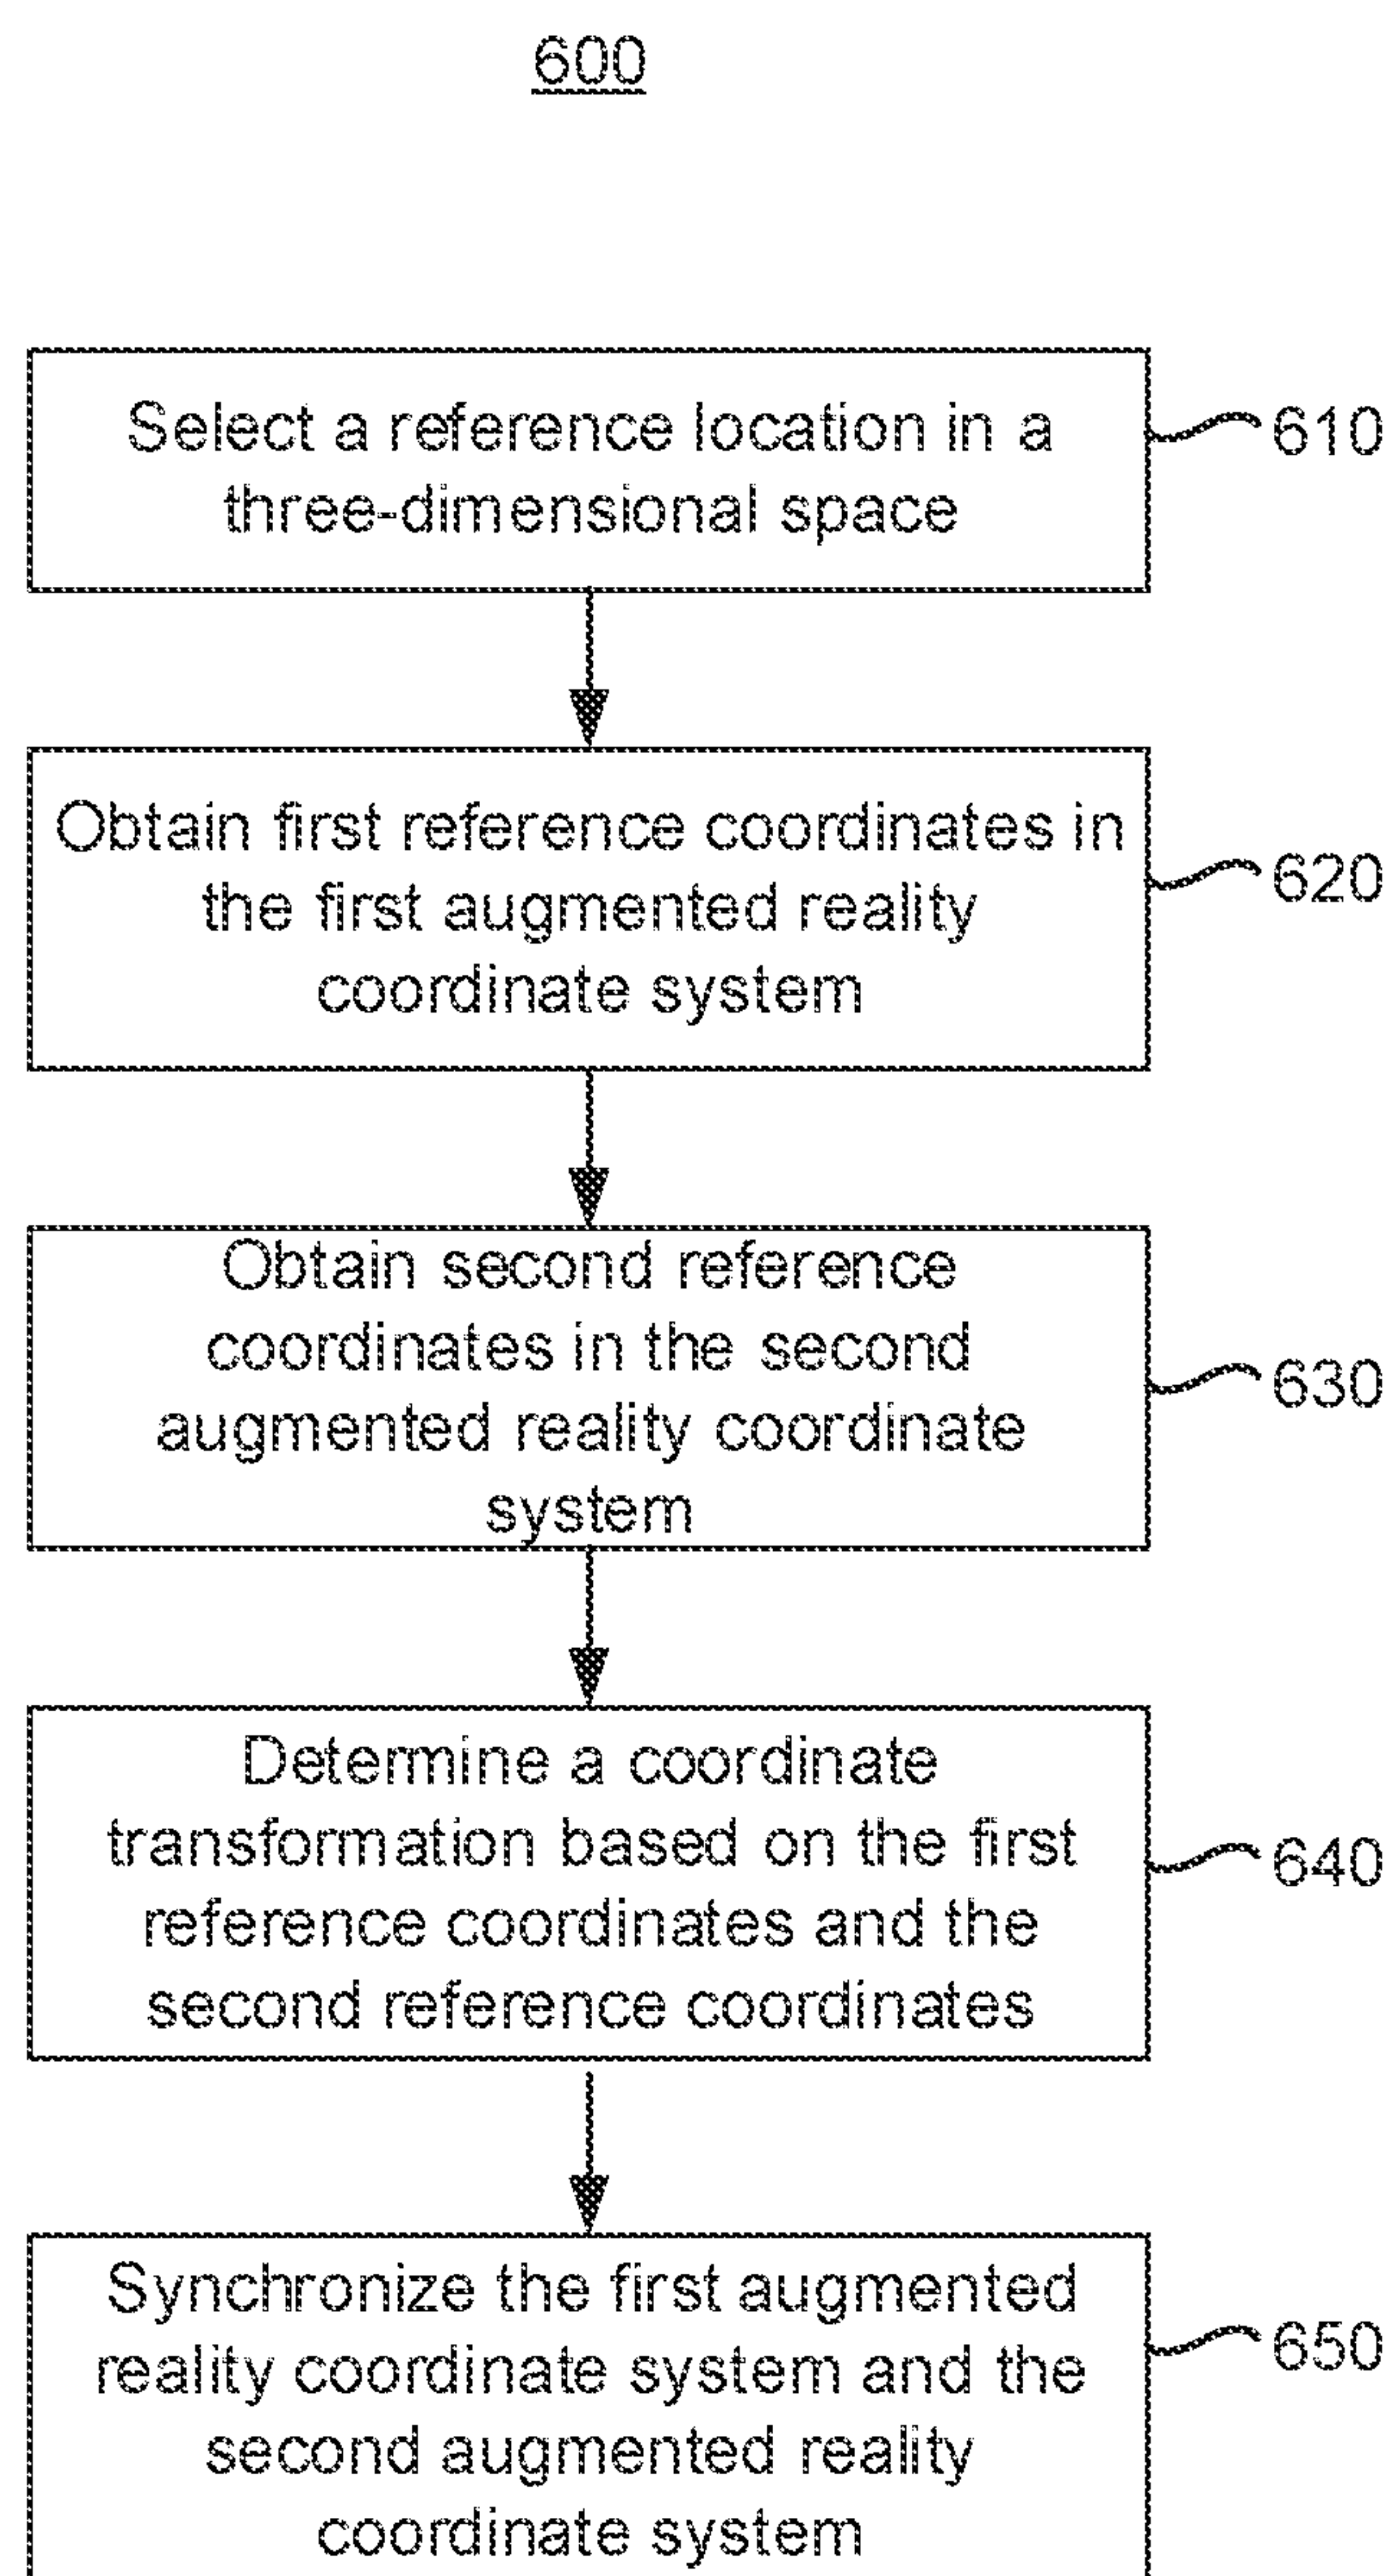 600
Select a reference location in a
three-dimensional space
610
Obtain first reference coordinates in
the first augmented reality
coordinate system
620
Obtain second reference
coordinates in the second
augmented reality coordinate
system
630
Determine a coordinate
transformation based on the first
reference coordinates and the
second reference coordinates
640
Synchronize the first augmented
reality coordinate system and the
second augmented reality
coordinate system
650